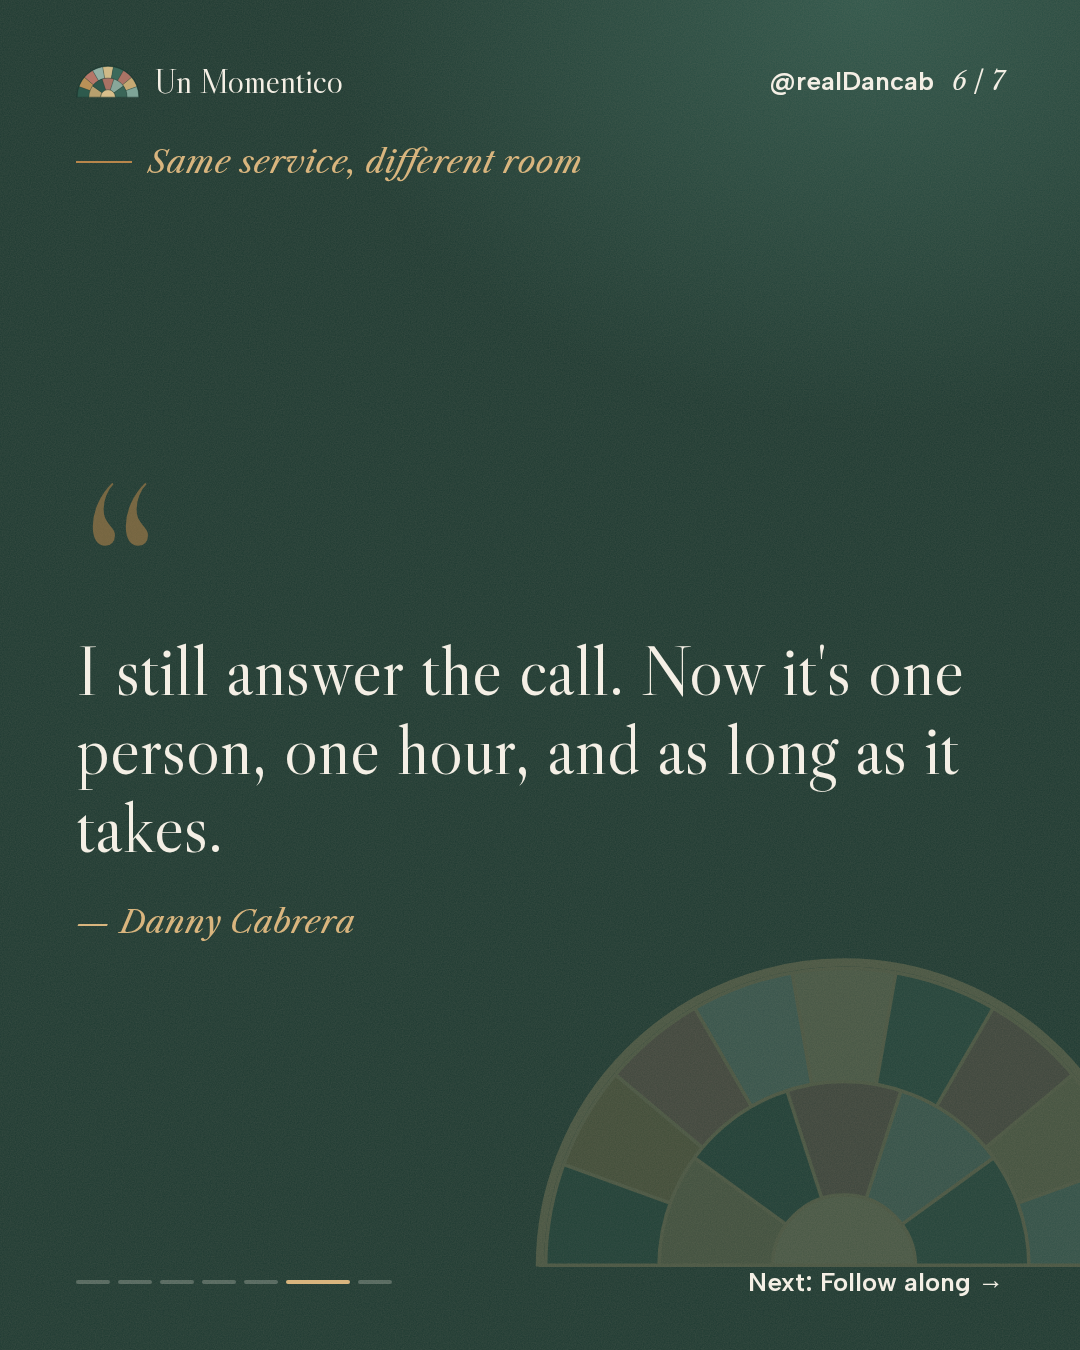 Un Momentico
@realDancab 6 / 7
— Same service, different room
“
I still answer the call. Now it's one
person, one hour, and as long as it
takes.
— Danny Cabrera
Next: Follow along →